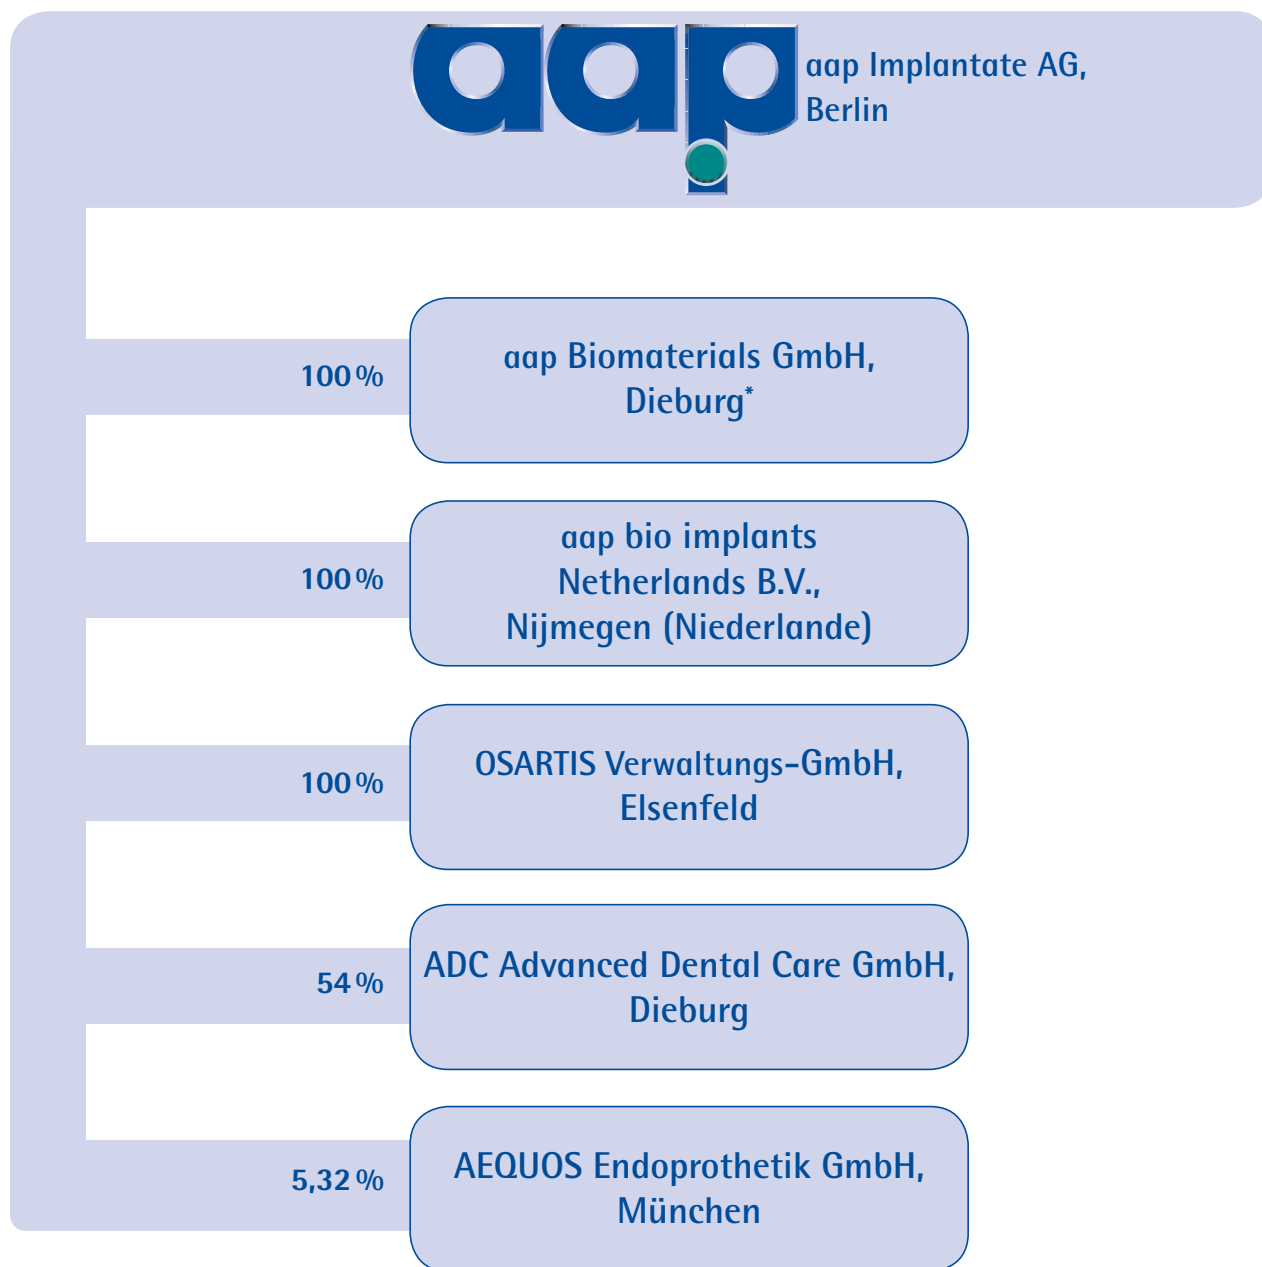 aap
aap Implantate AG,
Berlin
100 %
aap Biomaterials GmbH,
Dieburg*
100 %
aap bio implants
Netherlands B.V.,
Nijmegen (Niederlande)
100 %
OSARTIS Verwaltungs-GmbH,
Elsenfeld
54 %
ADC Advanced Dental Care GmbH,
Dieburg
5,32 %
AEQUOS Endoprothetik GmbH,
München